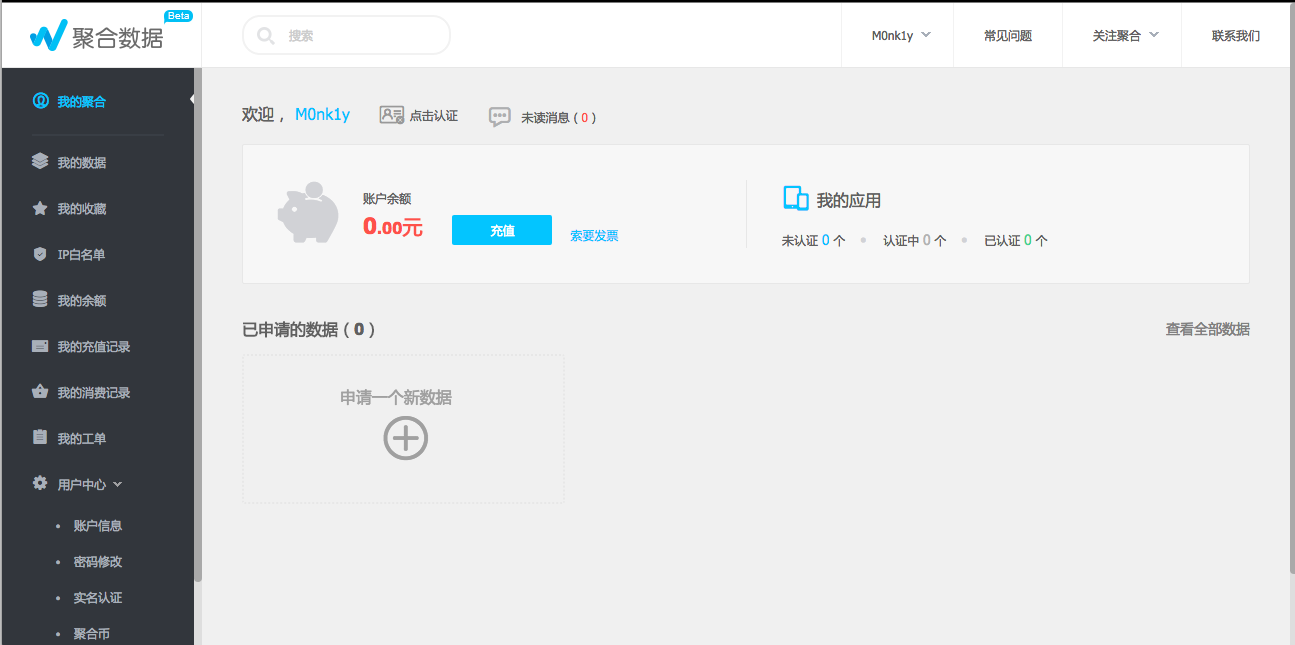 聚合数据 Beta
搜索
M0nk1y
常见问题
关注聚合
联系我们
我的聚合
我的数据
我的收藏
IP白名单
我的余额
我的充值记录
我的消费记录
我的工单
用户中心
账户信息
密码修改
实名认证
聚合币
欢迎， M0nk1y 点击认证 未读消息 ( 0 )
账户余额
0.00元
充值
索要发票
我的应用
未认证 0 个 认证中 0 个 已认证 0 个
已申请的数据 ( 0 )
查看全部数据
申请一个新数据